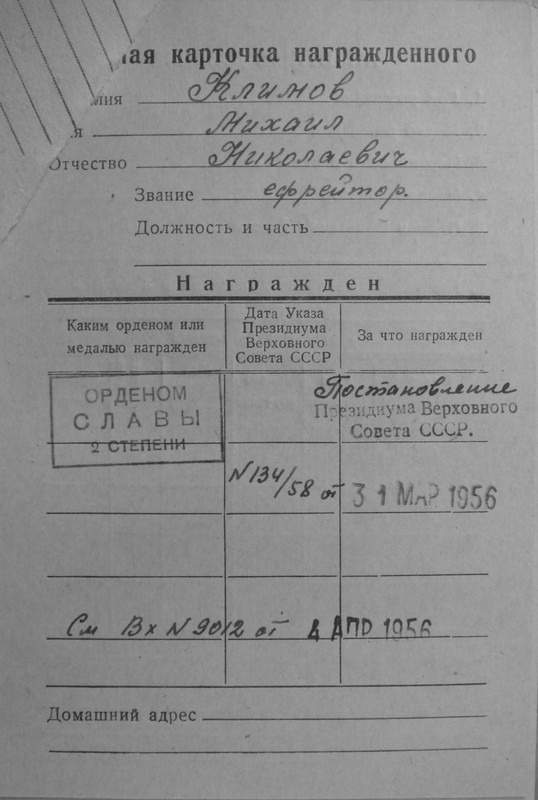 ная карточка награжденного
лия Климов
я Михаил
Отчество Николаевич
Звание ефрейтор.
Должность и часть
Награжден
Каким орденом или медалью награжден
Дата Указа Президиума Верховного Совета СССР
За что награжден
ОРДЕНОМ
СЛАВЫ
2 СТЕПЕНИ
Постановление
Президиума Верховного
Совета СССР.
N134/58 от 31 МАР 1956
См Вх N 9012 от 4 АПР 1956
Домашний адрес